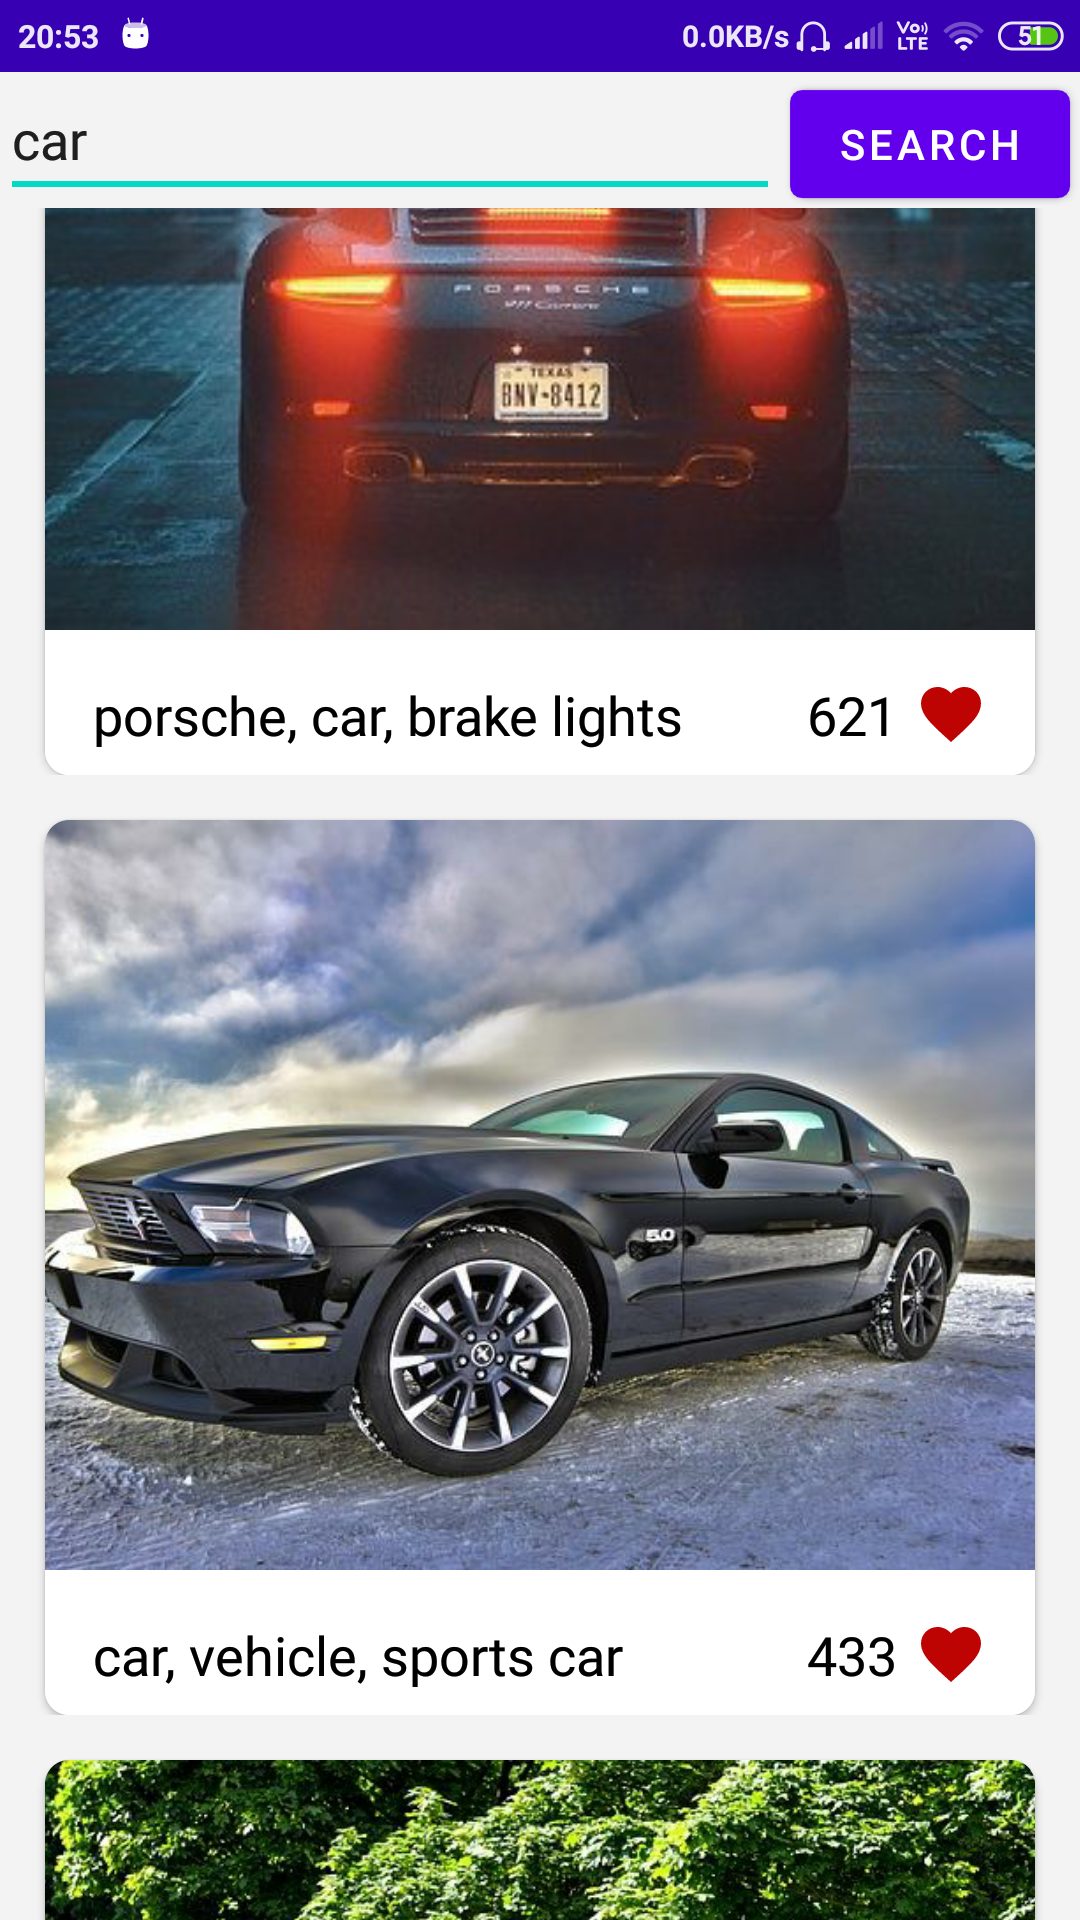 20:53 0.0KB/s Vo) LTE 51
car SEARCH
PORSCHE
911 Carrera
TEXAS
BNV-8412
porsche, car, brake lights 621
5.0
car, vehicle, sports car 433